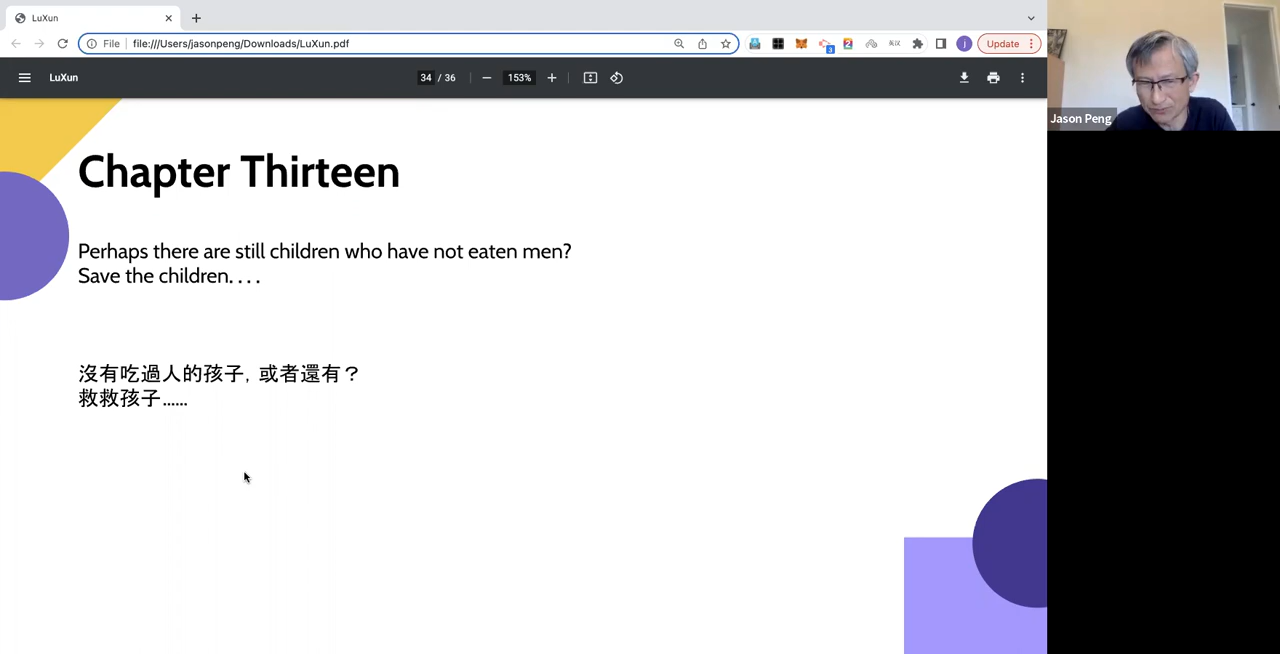 LuXun
File
file:///Users/jasonpeng/Downloads/LuXun.pdf
3
2
j
Update
LuXun
34 / 36
153%
Jason Peng
Chapter Thirteen
Perhaps there are still children who have not eaten men?
Save the children. . . .
沒有吃過人的孩子，或者還有？
救救孩子......